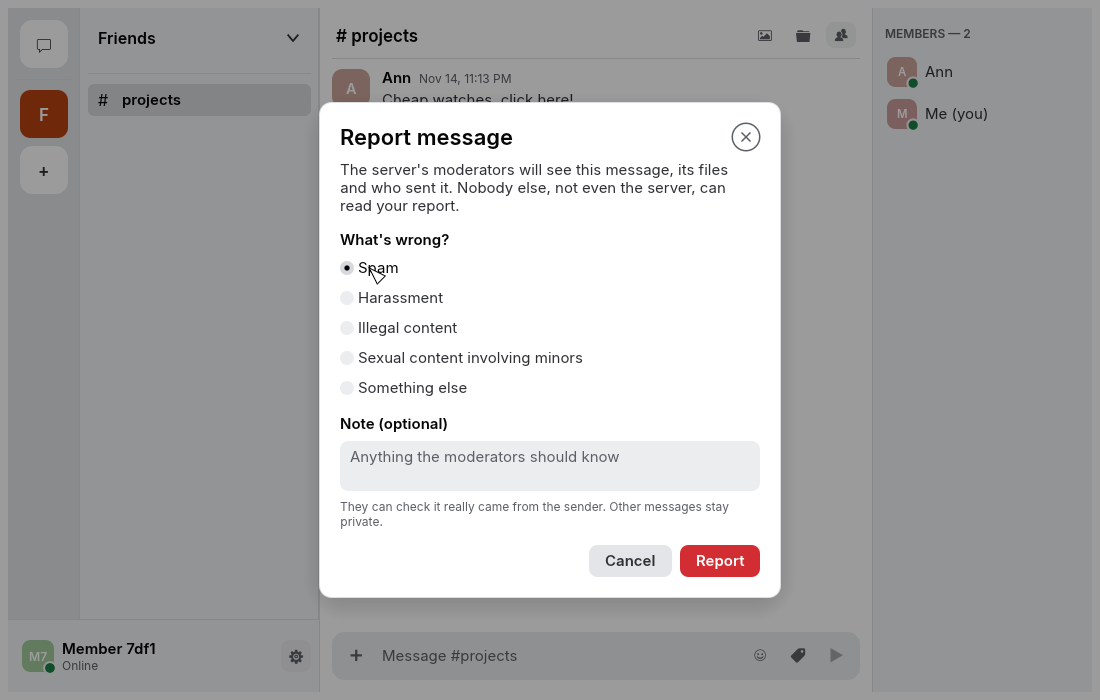 Friends
# projects
MEMBERS — 2
A
Ann
M
Me (you)
F
+
# projects
A
Ann Nov 14, 11:13 PM
Cheap watches, click here!
Report message
The server's moderators will see this message, its files
and who sent it. Nobody else, not even the server, can
read your report.
What's wrong?
Spam
Harassment
Illegal content
Sexual content involving minors
Something else
Note (optional)
Anything the moderators should know
They can check it really came from the sender. Other messages stay
private.
Cancel
Report
M7
Member 7df1
Online
+
Message #projects